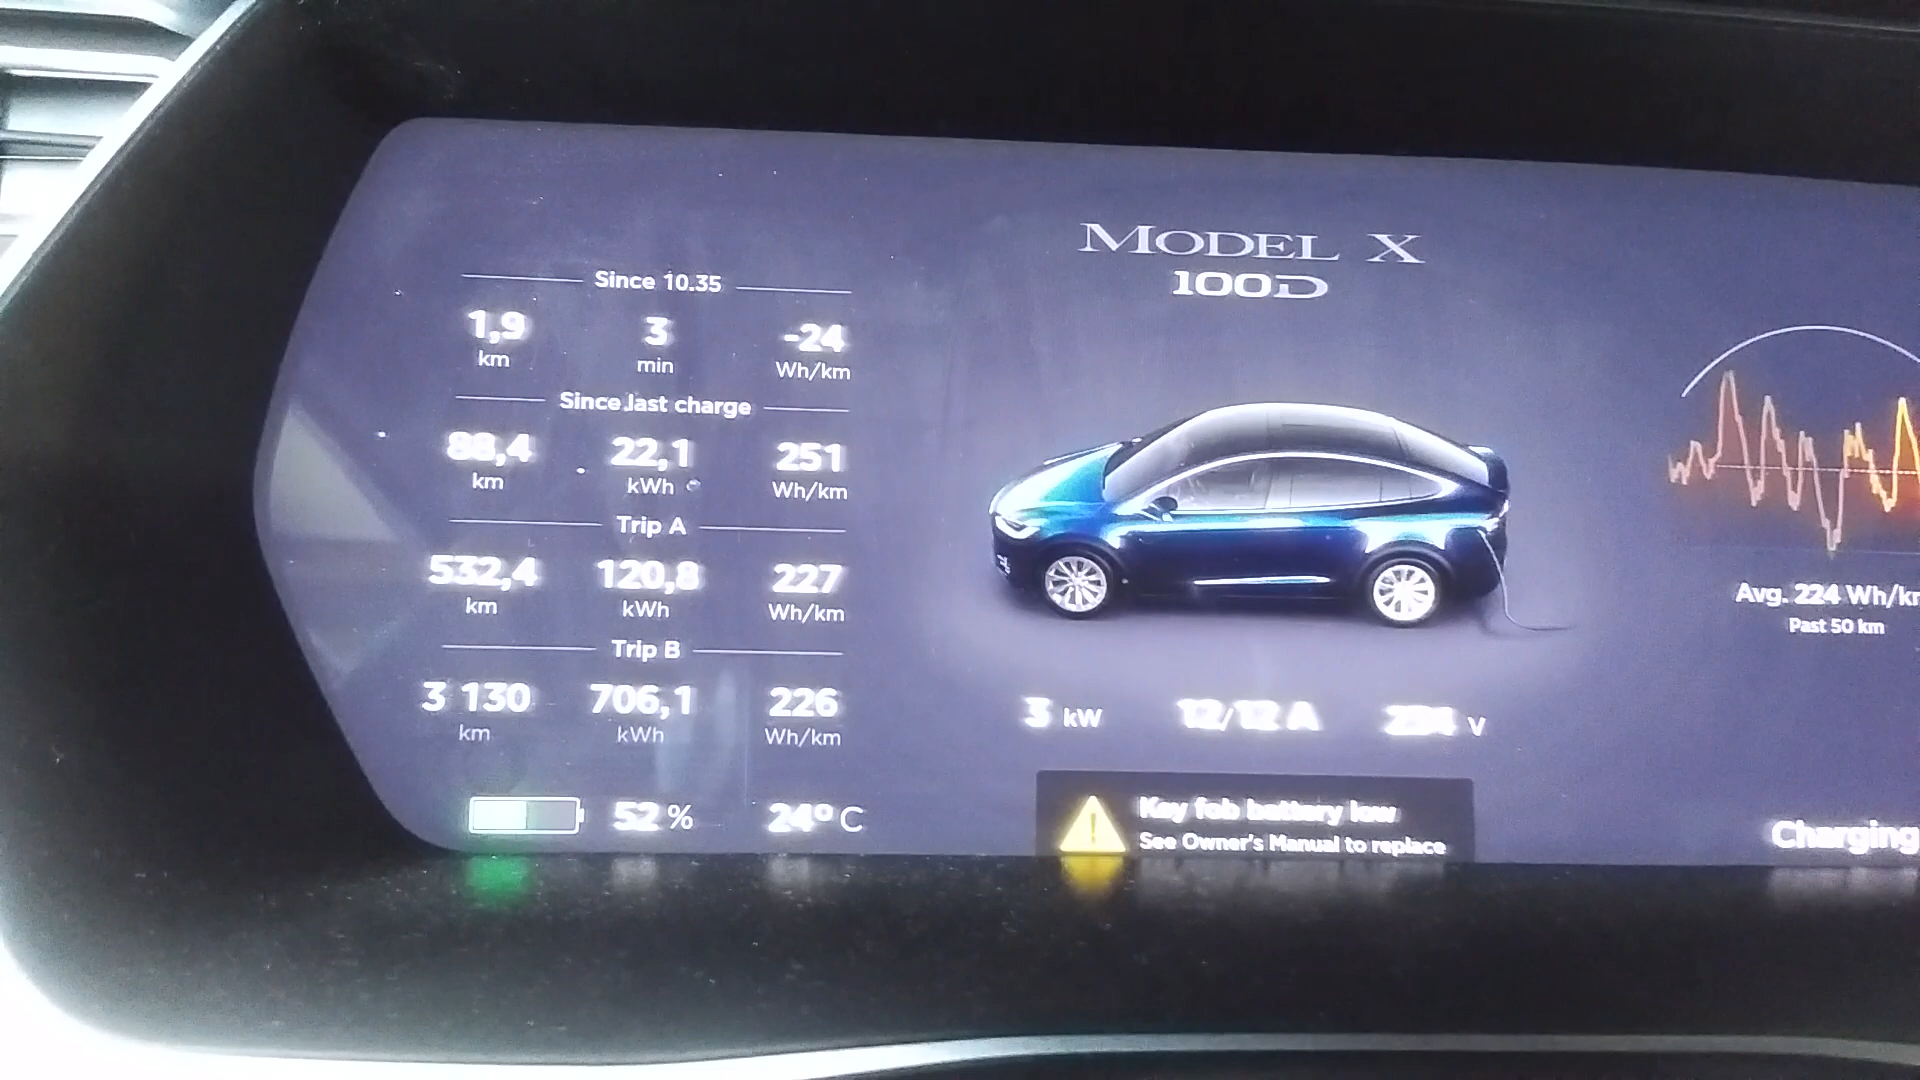 Since 10.35
1,9 3 -24
km min Wh/km
Since last charge
88,4 22,1 251
km kWh Wh/km
Trip A
532,4 120,8 227
km kWh Wh/km
Trip B
3 130 706,1 226
km kWh Wh/km
52 % 24° C
MODEL X
100D
3 kW 12/12 A V
Key fob battery low
See Owner's Manual to replace
Avg. 224 Wh/km
Past 50 km
Charging